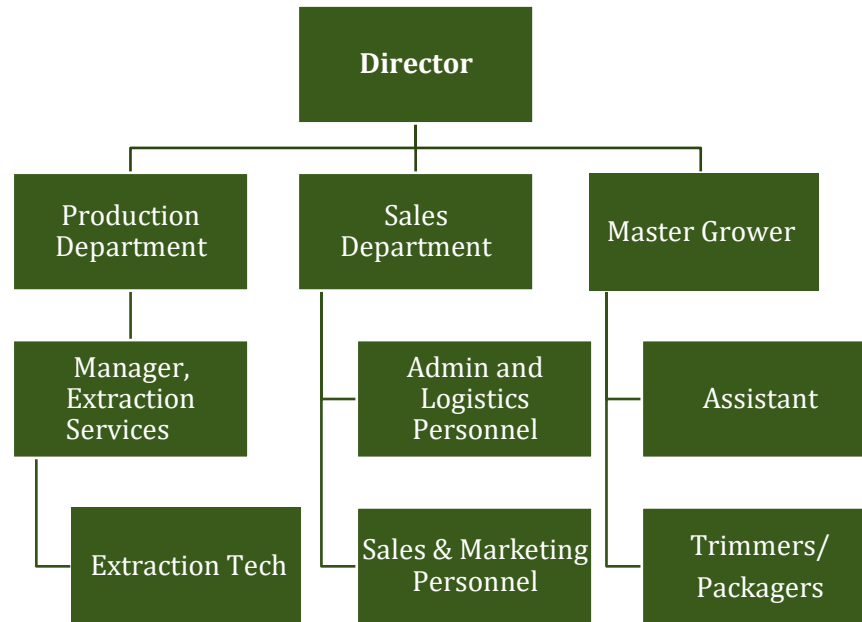 Director
Production
Department
Sales
Department
Master Grower
Manager,
Extraction
Services
Admin and
Logistics
Personnel
Assistant
Extraction Tech
Sales & Marketing
Personnel
Trimmers/
Packagers